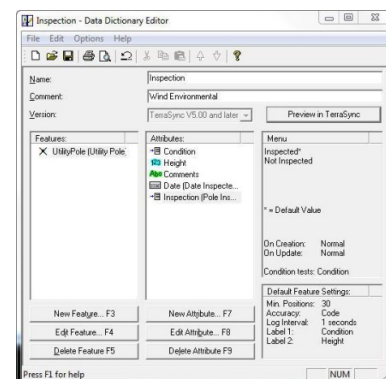 Inspection - Data Dictionary Editor
File Edit Options Help
Name: Inspection
Comment: Wind Environmental
Version: TerraSync V5.00 and later
Preview in TerraSync
Features:
UtilityPole (Utility Pole
Attributes:
Condition
Height
Abc Comments
Date (Date Inspecte...
Inspection (Pole Ins...
Menu
Inspected*
Not Inspected
* = Default Value
On Creation: Normal
On Update: Normal
Condition tests: Condition
Default Feature Settings:
Min. Positions: 30
Accuracy: Code
Log Interval: 1 seconds
Label 1: Condition
Label 2: Height
New Feature... F3
Edit Feature... F4
Delete Feature F5
New Attribute... F7
Edit Attribute... F8
Delete Attribute F9
Press F1 for help
NUM